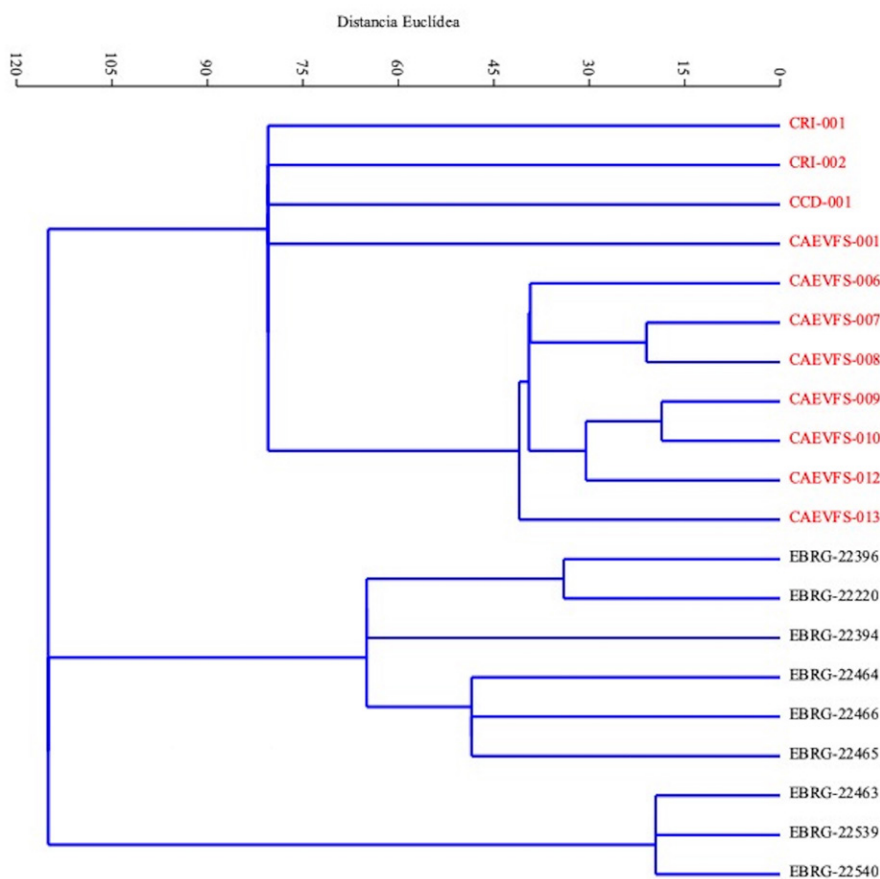 Distancia Euclídea
120 105 90 75 60 45 30 15 0
CRI-001
CRI-002
CCD-001
CAEVFS-001
CAEVFS-006
CAEVFS-007
CAEVFS-008
CAEVFS-009
CAEVFS-010
CAEVFS-012
CAEVFS-013
EBRG-22396
EBRG-22220
EBRG-22394
EBRG-22464
EBRG-22466
EBRG-22465
EBRG-22463
EBRG-22539
EBRG-22540